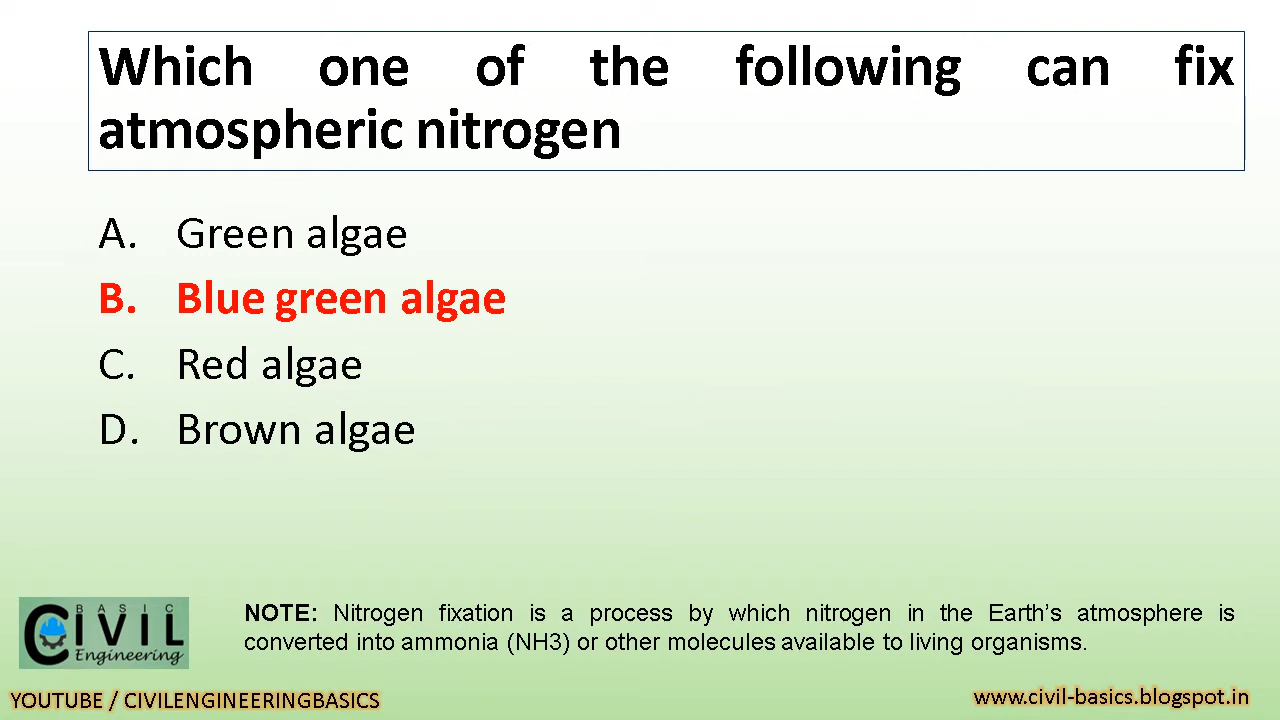 Which one of the following can fix
atmospheric nitrogen
A. Green algae
B. Blue green algae
C. Red algae
D. Brown algae
BASIC
CIVIL
Engineering
NOTE: Nitrogen fixation is a process by which nitrogen in the Earth’s atmosphere is
converted into ammonia (NH3) or other molecules available to living organisms.
YOUTUBE / CIVILENGINEERINGBASICS
www.civil-basics.blogspot.in